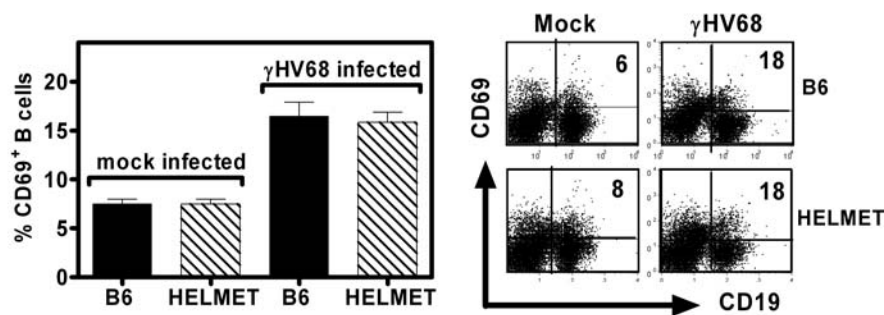 % CD69+ B cells
20
15
10
5
0
mock infected
γHV68 infected
B6
HELMET
B6
HELMET
Mock
γHV68
CD69
6
18
B6
8
18
HELMET
CD19